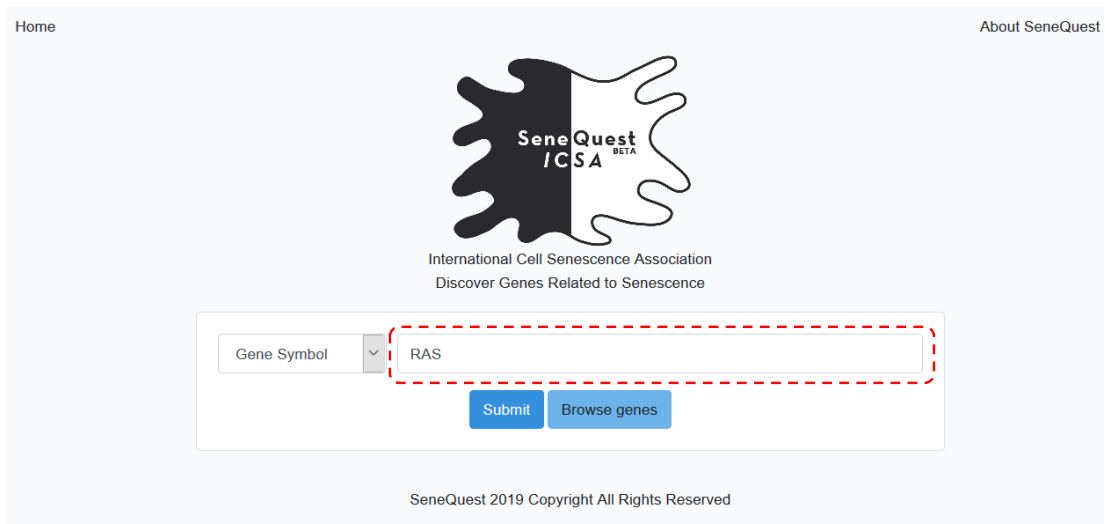 Home
About SeneQuest
SeneQuest
BETA
ICSA
International Cell Senescence Association
Discover Genes Related to Senescence
Gene Symbol
RAS
Submit
Browse genes
SeneQuest 2019 Copyright All Rights Reserved